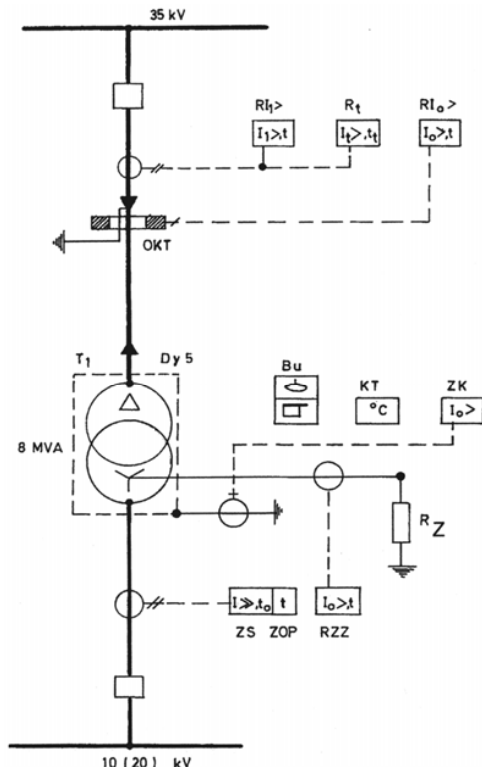 35 kV
RI₁> Rₜ RI₀>
I₁>,t Iₜ>,tₜ I₀>,t
OKT
T₁ Dy 5
Bu KT ZK
°C I₀>
8 MVA
R_Z
I≫,t₀ t I₀>,t
ZS ZOP RZZ
10 (20) kV